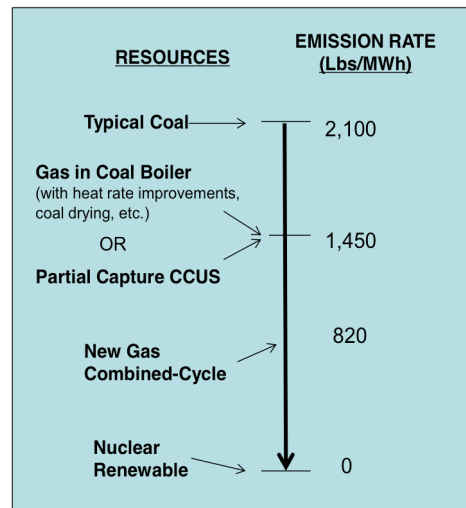 RESOURCES
EMISSION RATE
(Lbs/MWh)
Typical Coal
2,100
Gas in Coal Boiler
(with heat rate improvements,
coal drying, etc.)
OR
1,450
Partial Capture CCUS
820
New Gas
Combined-Cycle
Nuclear
Renewable
0